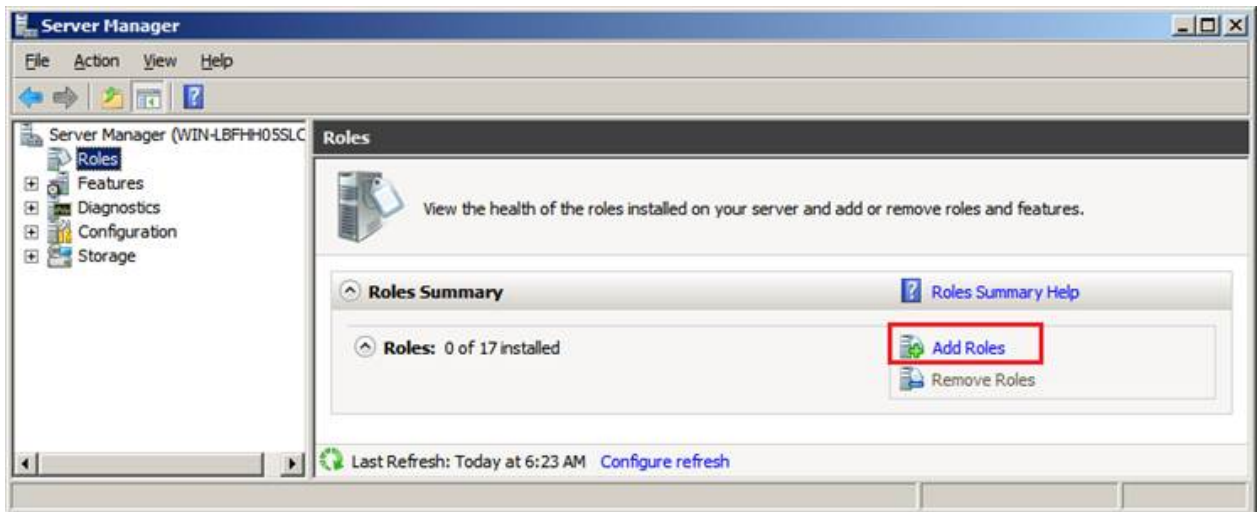 Server Manager
File Action View Help
Server Manager (WIN-LBFHH05SLC
Roles
Features
Diagnostics
Configuration
Storage
Roles
View the health of the roles installed on your server and add or remove roles and features.
Roles Summary
Roles Summary Help
Roles: 0 of 17 installed
Add Roles
Remove Roles
Last Refresh: Today at 6:23 AM Configure refresh